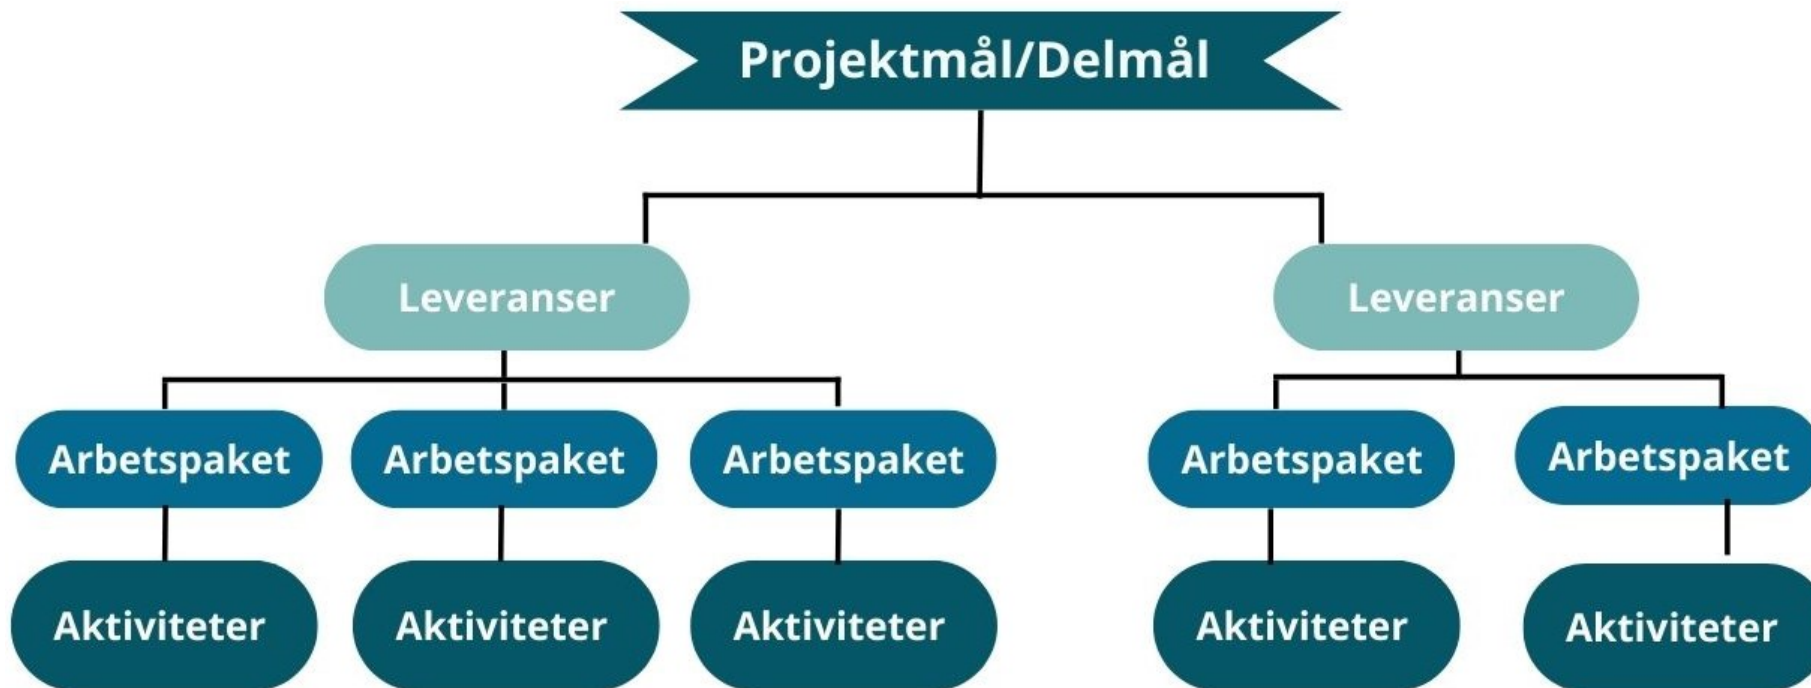 Projektmål/Delmål
Leveranser
Leveranser
Arbetspaket
Arbetspaket
Arbetspaket
Arbetspaket
Arbetspaket
Aktiviteter
Aktiviteter
Aktiviteter
Aktiviteter
Aktiviteter